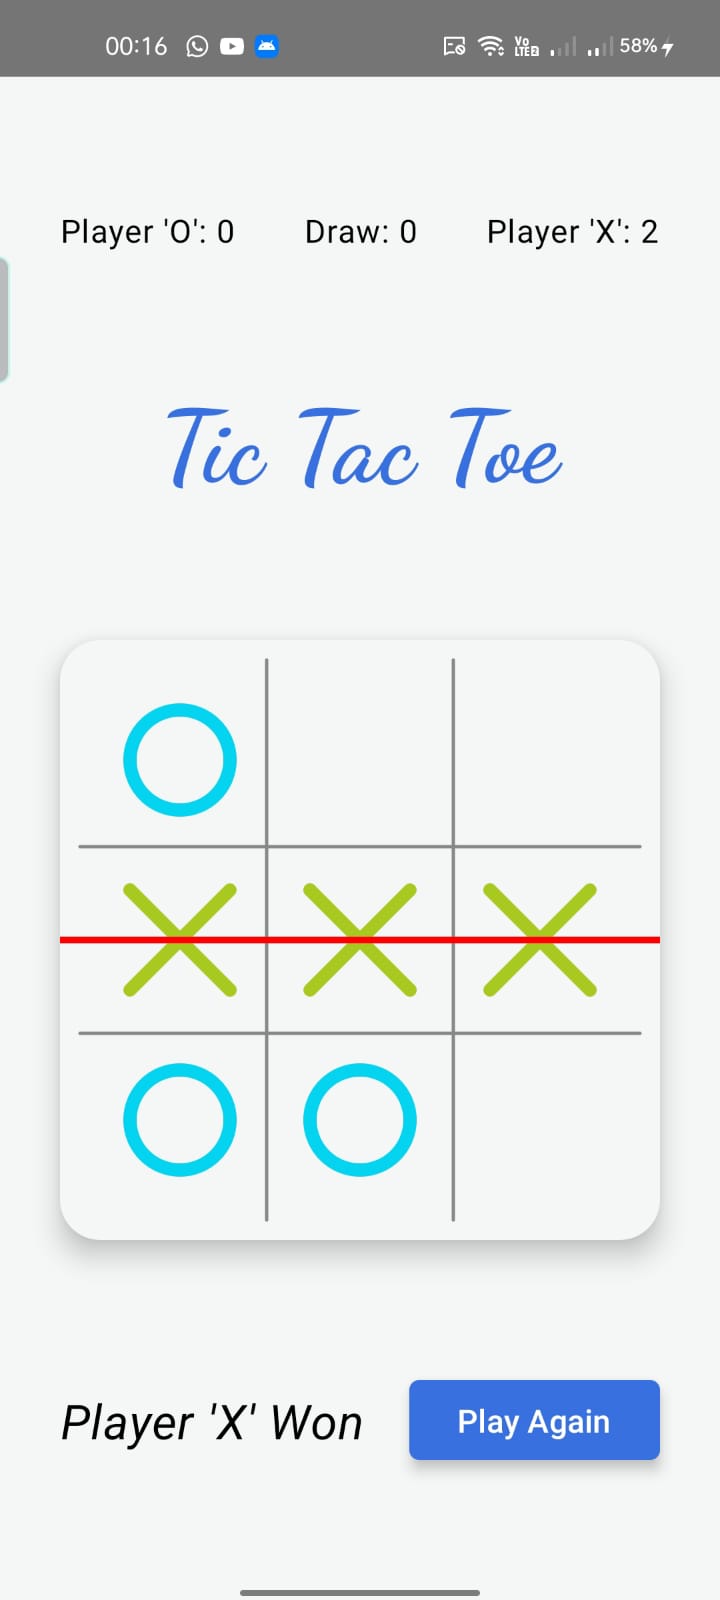 00:16 Vo LTE2 58%
Player 'O': 0 Draw: 0 Player 'X': 2
Tic Tac Toe
O
X X X
O O
Player 'X' Won Play Again